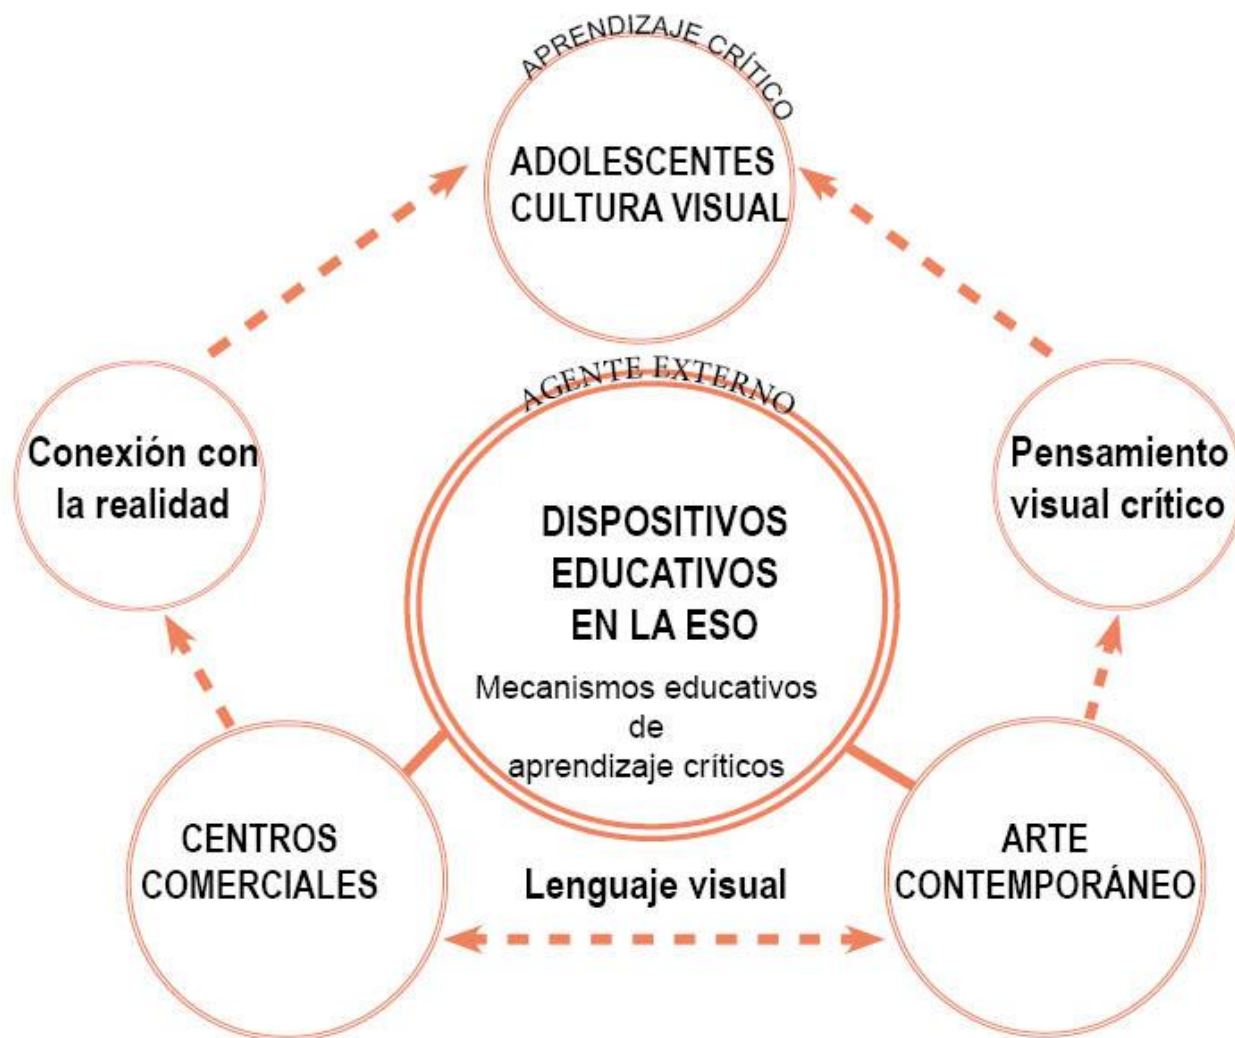 APRENDIZAJE CRÍTICO
ADOLESCENTES
CULTURA VISUAL
AGENTE EXTERNO
Conexión con
la realidad
Pensamiento
visual crítico
DISPOSITIVOS
EDUCATIVOS
EN LA ESO
Mecanismos educativos
de
aprendizaje críticos
CENTROS
COMERCIALES
Lenguaje visual
ARTE
CONTEMPORÁNEO